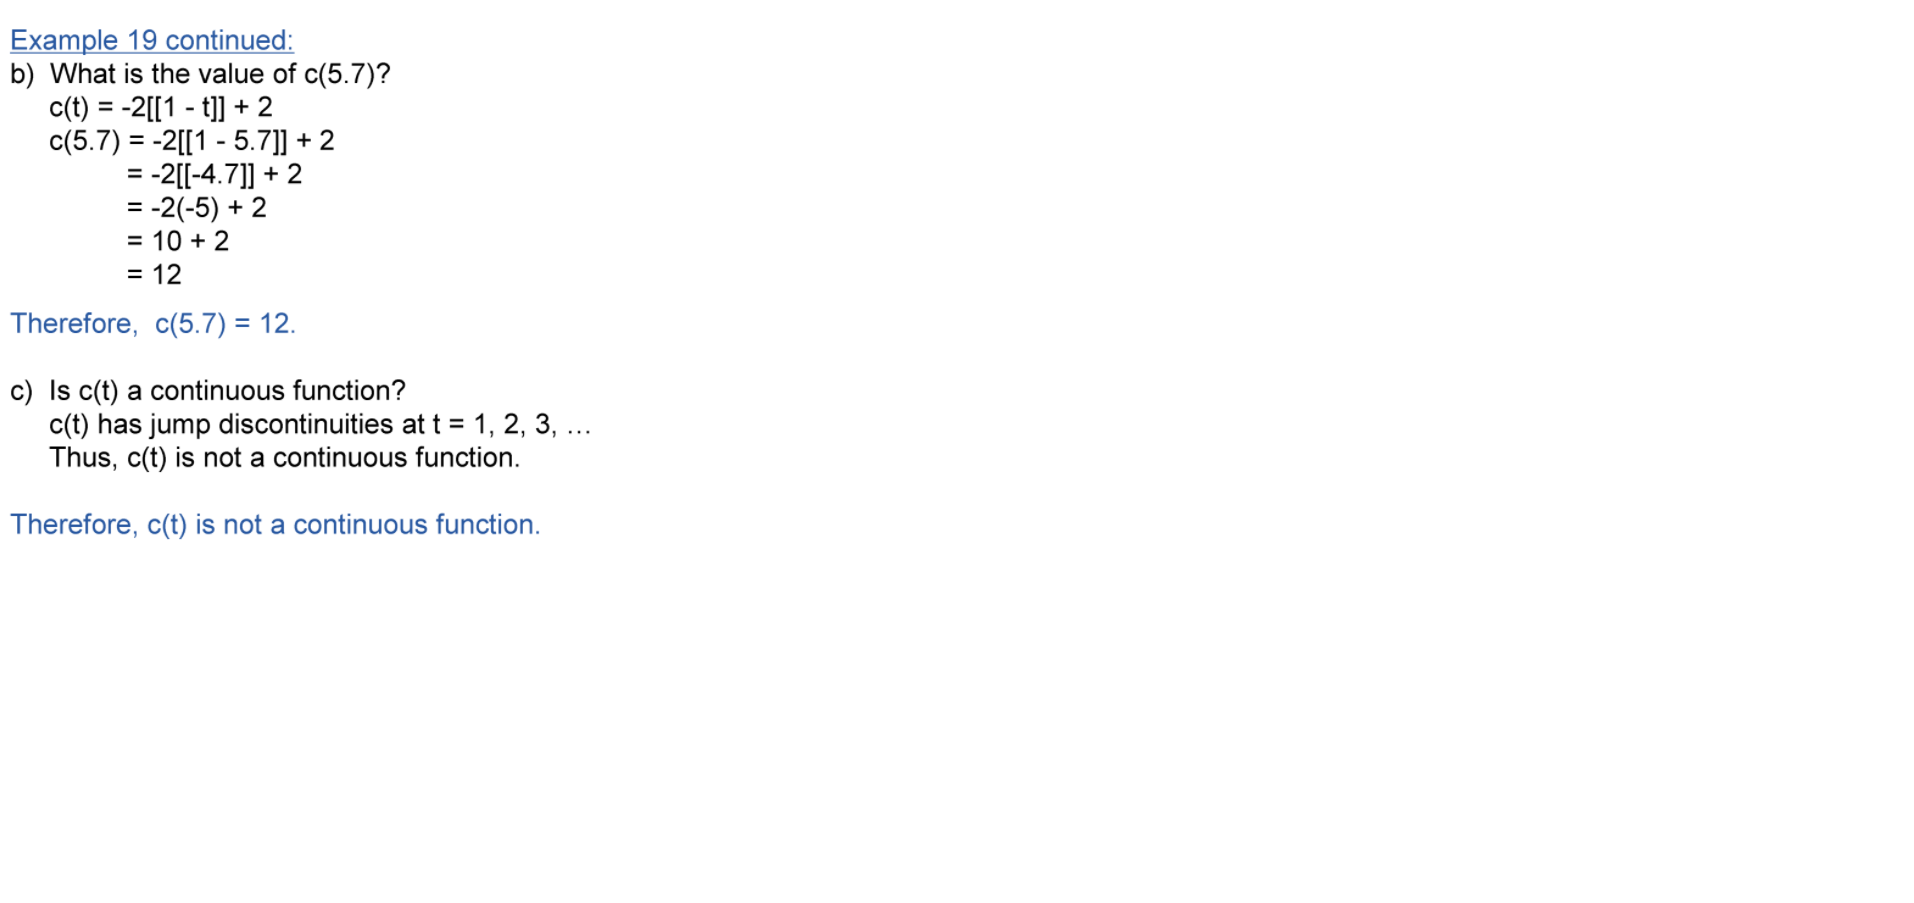 Example 19 continued:
b) What is the value of c(5.7)?
c(t) = -2[[1 - t]] + 2
c(5.7) = -2[[1 - 5.7]] + 2
= -2[[-4.7]] + 2
= -2(-5) + 2
= 10 + 2
= 12
Therefore, c(5.7) = 12.
c) Is c(t) a continuous function?
c(t) has jump discontinuities at t = 1, 2, 3, …
Thus, c(t) is not a continuous function.
Therefore, c(t) is not a continuous function.